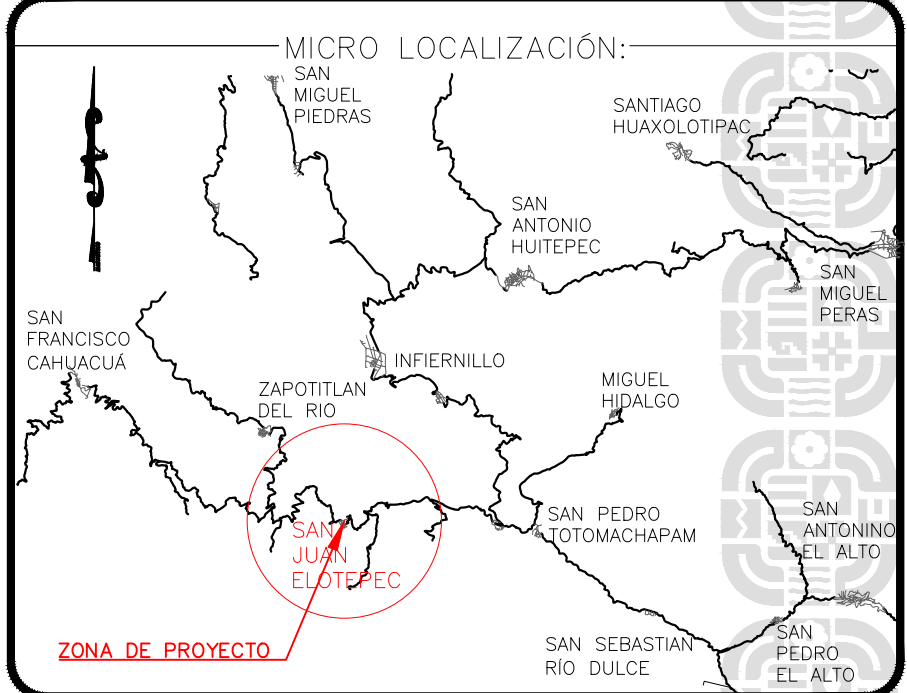 MICRO LOCALIZACIÓN:
SAN
MIGUEL
PIEDRAS
SANTIAGO
HUAXOLOTIPAC
SAN
ANTONIO
HUITEPEC
SAN
MIGUEL
PERAS
SAN
FRANCISCO
CAHUACUÁ
INFIERNILLO
ZAPOTITLAN
DEL RIO
MIGUEL
HIDALGO
SAN
JUAN
ELOTEPEC
SAN PEDRO
TOTOMACHAPAM
SAN
ANTONINO
EL ALTO
ZONA DE PROYECTO
SAN SEBASTIAN
RÍO DULCE
SAN
PEDRO
EL ALTO